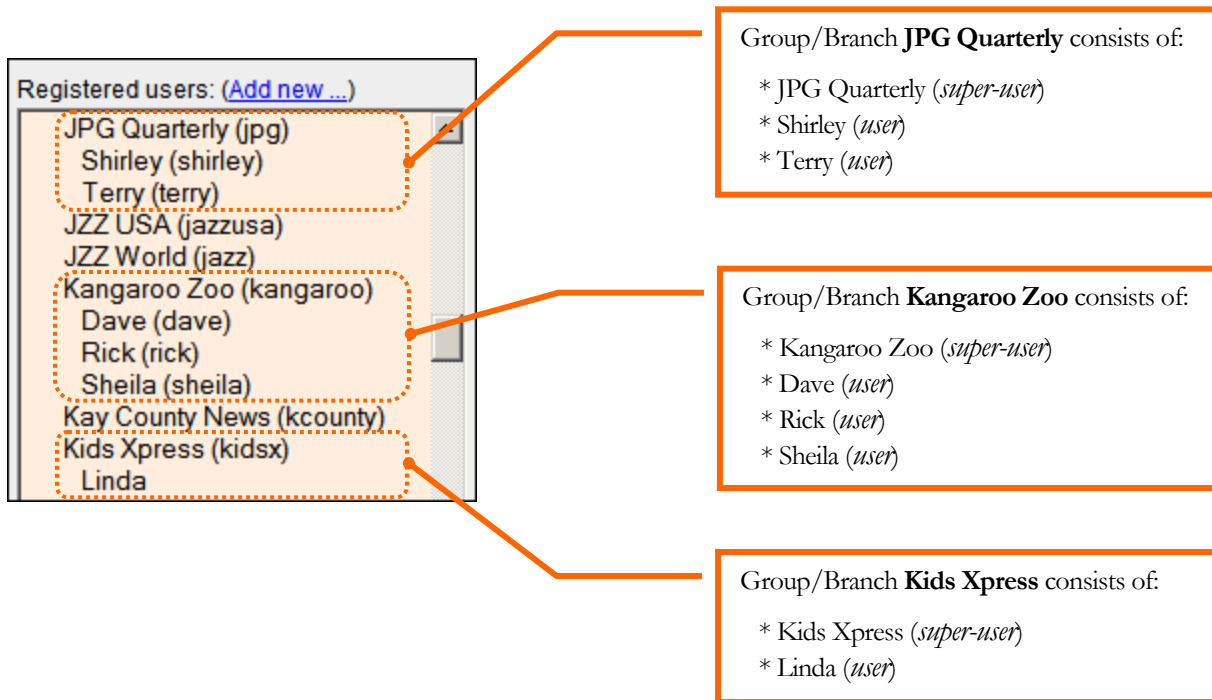 Registered users: (Add new ...)
JPG Quarterly (jpg)
Shirley (shirley)
Terry (terry)
JZZ USA (jazzusa)
JZZ World (jazz)
Kangaroo Zoo (kangaroo)
Dave (dave)
Rick (rick)
Sheila (sheila)
Kay County News (kcounty)
Kids Xpress (kidsx)
Linda
Group/Branch JPG Quarterly consists of:
* JPG Quarterly (super-user)
* Shirley (user)
* Terry (user)
Group/Branch Kangaroo Zoo consists of:
* Kangaroo Zoo (super-user)
* Dave (user)
* Rick (user)
* Sheila (user)
Group/Branch Kids Xpress consists of:
* Kids Xpress (super-user)
* Linda (user)